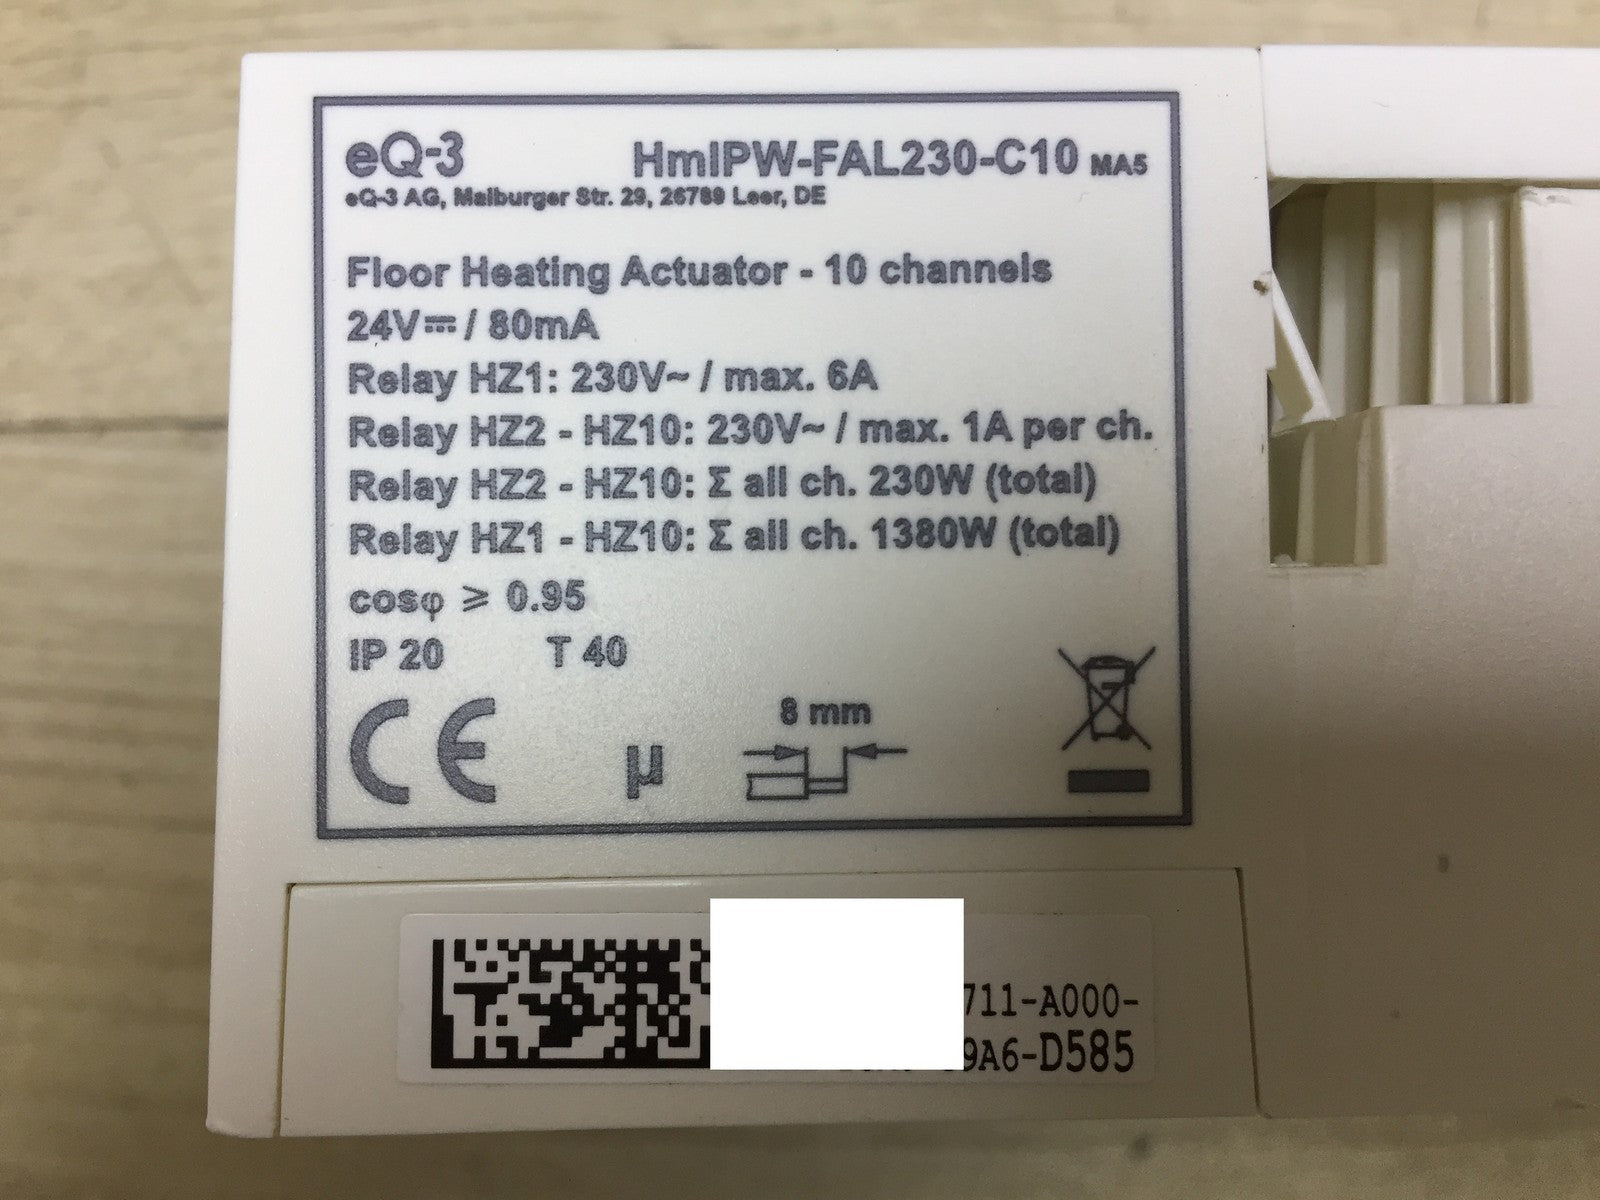 eQ-3 HmIPW-FAL230-C10 MA5
eQ-3 AG, Maiburger Str. 29, 26789 Leer, DE
Floor Heating Actuator - 10 channels
24V⎓ / 80mA
Relay HZ1: 230V~ / max. 6A
Relay HZ2 - HZ10: 230V~ / max. 1A per ch.
Relay HZ2 - HZ10: Σ all ch. 230W (total)
Relay HZ1 - HZ10: Σ all ch. 1380W (total)
cosφ ⩾ 0.95
IP 20 T 40
8 mm
CE µ
711-A000-
9A6-D585